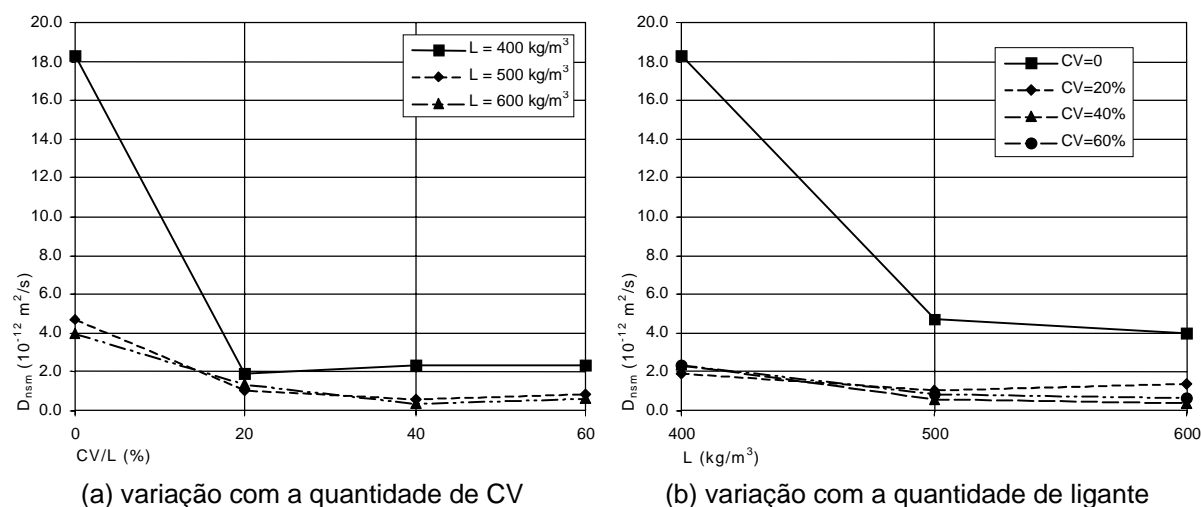 20.0
18.0
16.0
14.0
12.0
10.0
8.0
6.0
4.0
2.0
0.0
D_nsm (10^-12 m²/s)
0 20 40 60
CV/L (%)
L = 400 kg/m³
L = 500 kg/m³
L = 600 kg/m³
(a) variação com a quantidade de CV
20.0
18.0
16.0
14.0
12.0
10.0
8.0
6.0
4.0
2.0
0.0
D_nsm (10^-12 m²/s)
400 500 600
L (kg/m³)
CV=0
CV=20%
CV=40%
CV=60%
(b) variação com a quantidade de ligante